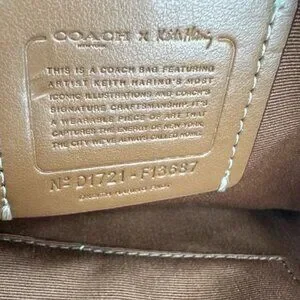 COACH x Keith Haring
NEW YORK
THIS IS A COACH BAG FEATURING
ARTIST KEITH HARING'S MOST
ICONIC ILLUSTRATIONS AND COACH'S
SIGNATURE CRAFTSMANSHIP. IT'S
A WEARABLE PIECE OF ART THAT
CAPTURES THE ENERGY OF NEW YORK,
THE CITY WE'VE ALWAYS CALLED HOME.
Nº D1721 - F13687